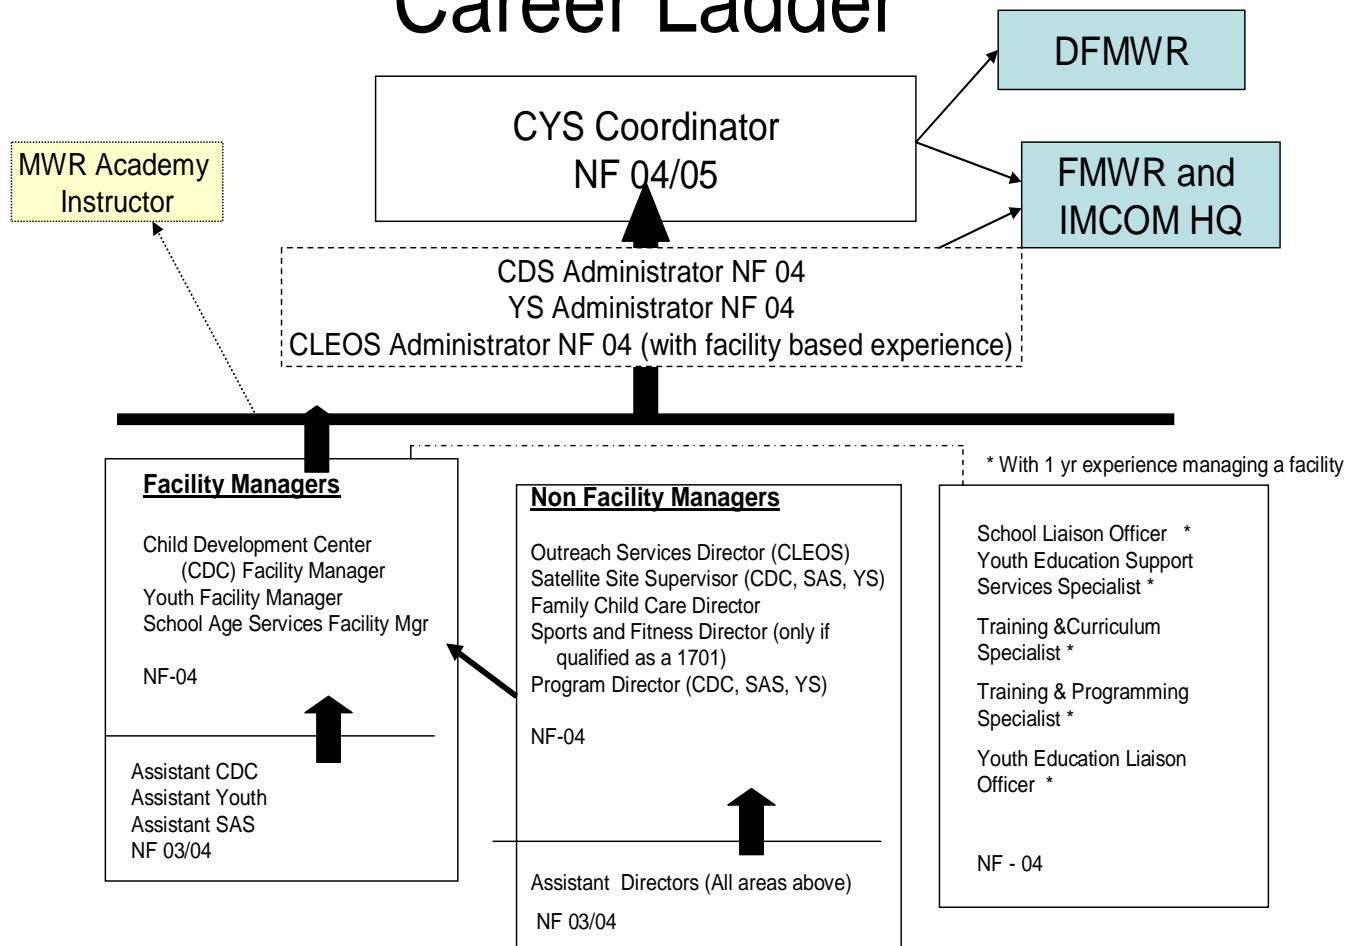 Career Ladder
DFMWR
CYS Coordinator
NF 04/05
MWR Academy
Instructor
FMWR and
IMCOM HQ
CDS Administrator NF 04
YS Administrator NF 04
CLEOS Administrator NF 04 (with facility based experience)
* With 1 yr experience managing a facility
Facility Managers
Child Development Center
(CDC) Facility Manager
Youth Facility Manager
School Age Services Facility Mgr
NF-04
Assistant CDC
Assistant Youth
Assistant SAS
NF 03/04
Non Facility Managers
Outreach Services Director (CLEOS)
Satellite Site Supervisor (CDC, SAS, YS)
Family Child Care Director
Sports and Fitness Director (only if
qualified as a 1701)
Program Director (CDC, SAS, YS)
NF-04
Assistant Directors (All areas above)
NF 03/04
School Liaison Officer *
Youth Education Support
Services Specialist *
Training &Curriculum
Specialist *
Training & Programming
Specialist *
Youth Education Liaison
Officer *
NF - 04